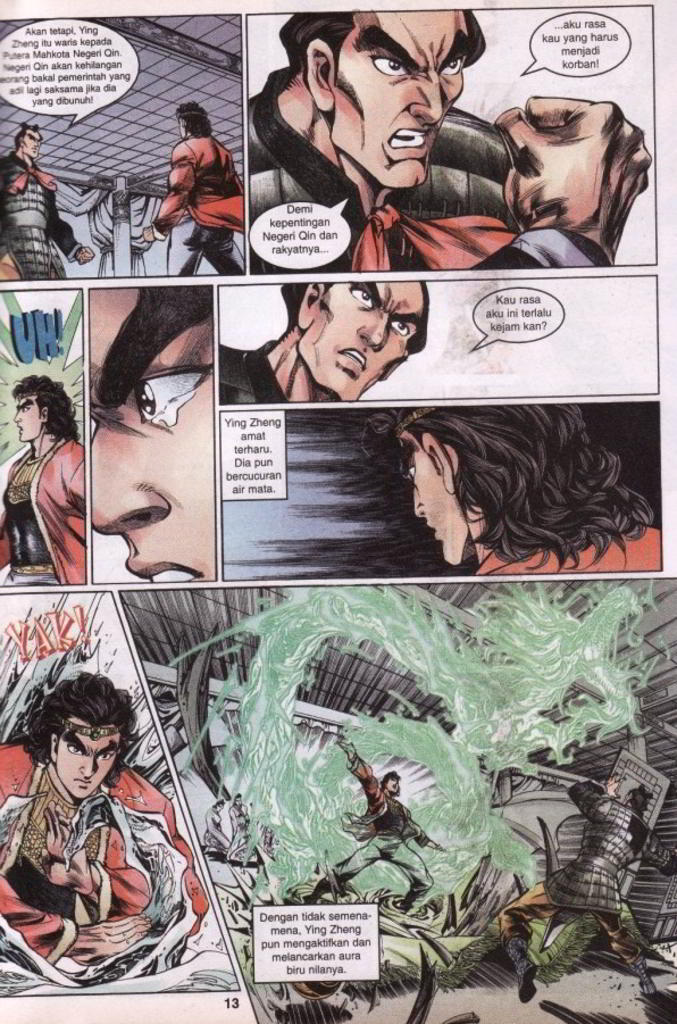 Akan tetapi, Ying
Zheng itu waris kepada
Putera Mahkota Negeri Qin.
Negeri Qin akan kehilangan
seorang bakal pemerintah yang
adil lagi saksama jika dia
yang dibunuh!
...aku rasa
kau yang harus
menjadi
korban!
Demi
kepentingan
Negeri Qin dan
rakyatnya...
UH!
Kau rasa
aku ini terlalu
kejam kan?
Ying Zheng
amat
terharu.
Dia pun
bercucuran
air mata.
YAK!
Dengan tidak semena-
mena, Ying Zheng
pun mengaktifkan dan
melancarkan aura
biru nilanya.
13